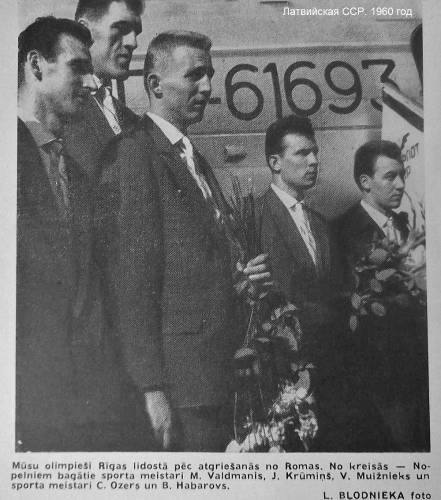 Латвийская ССР. 1960 год
-61693
Mūsu olimpieši Rīgas lidostā pēc atgriešanās no Romas. No kreisās — No-
pelniem bagātie sporta meistari M. Valdmanis, J. Krūmiņš, V. Muižnieks un
sporta meistari C. Ozers un B. Habarovs.
L. BLODNIEKA foto